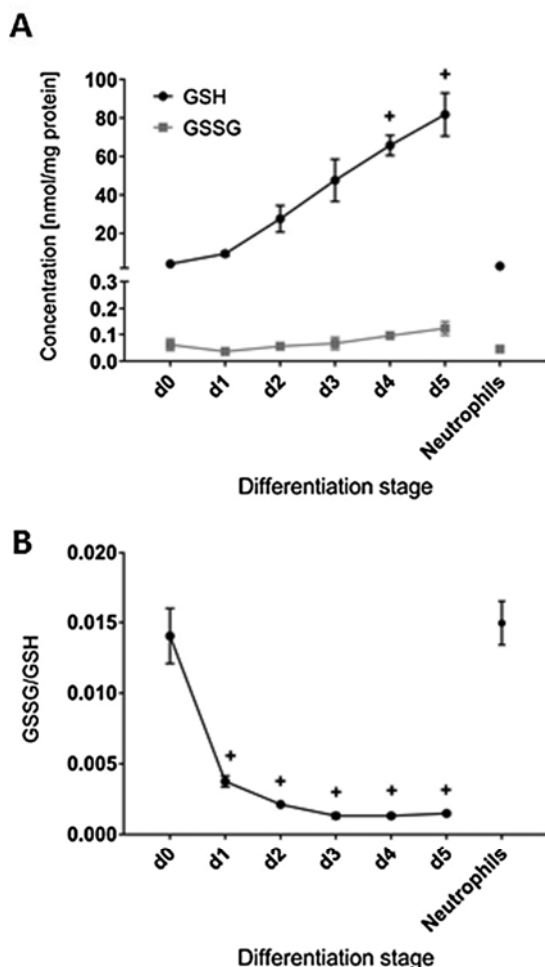 A
Concentration [nmol/mg protein]
100
80
60
40
20
0.3
0.2
0.1
0.0
GSH
GSSG
+
+
d0
d1
d2
d3
d4
d5
Neutrophils
Differentiation stage
B
GSSG/GSH
0.020
0.015
0.010
0.005
0.000
+
+
+
+
+
d0
d1
d2
d3
d4
d5
Neutrophils
Differentiation stage